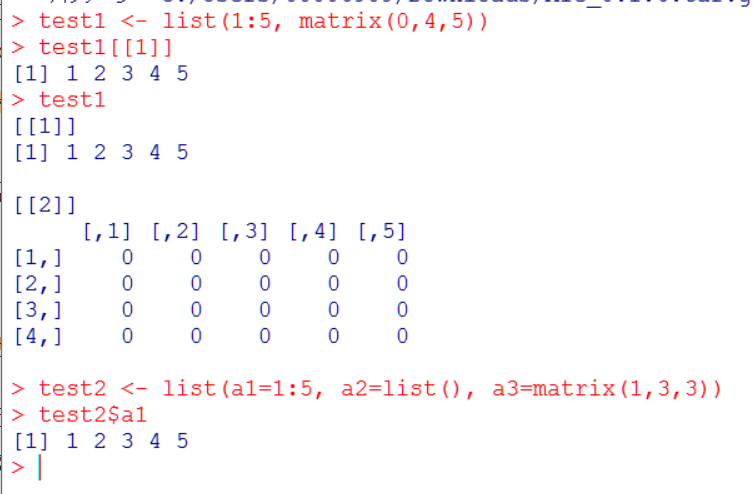 > test1 <- list(1:5, matrix(0,4,5))
> test1[[1]]
[1] 1 2 3 4 5
> test1
[[1]]
[1] 1 2 3 4 5
[[2]]
     [,1] [,2] [,3] [,4] [,5]
[1,]    0    0    0    0    0
[2,]    0    0    0    0    0
[3,]    0    0    0    0    0
[4,]    0    0    0    0    0
> test2 <- list(a1=1:5, a2=list(), a3=matrix(1,3,3))
> test2$a1
[1] 1 2 3 4 5
>